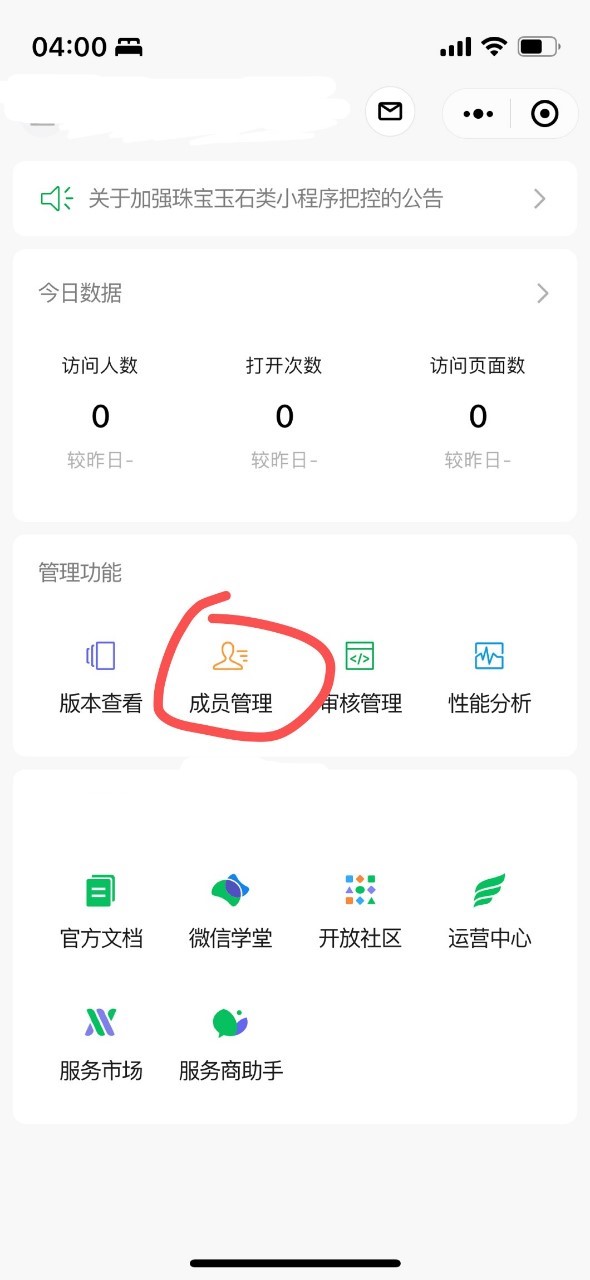 04:00
关于加强珠宝玉石类小程序把控的公告
今日数据
访问人数 打开次数 访问页面数
0 0 0
较昨日- 较昨日- 较昨日-
管理功能
版本查看 成员管理 审核管理 性能分析
官方文档 微信学堂 开放社区 运营中心
服务市场 服务商助手